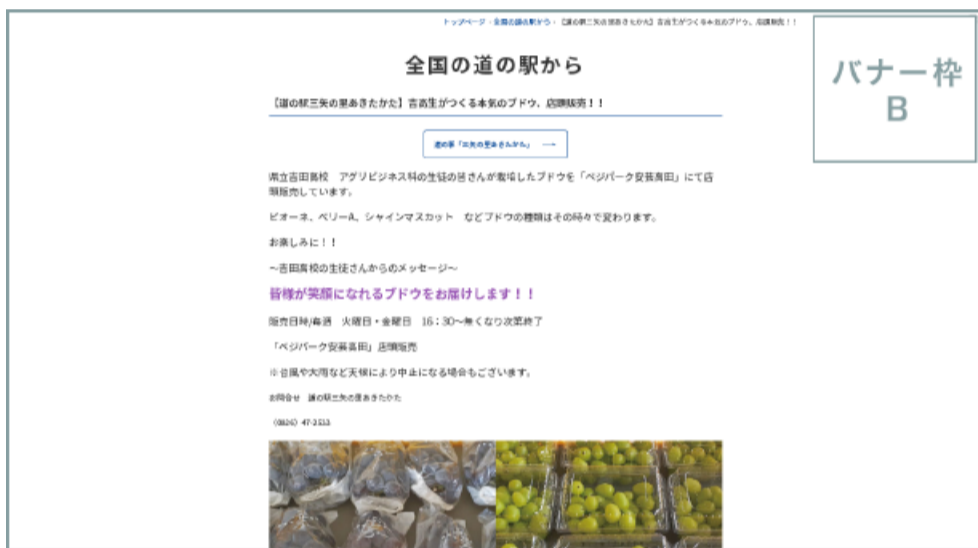 トップページ › 全国の道の駅から › 【道の駅三矢の里あきたかた】吉高生がつくる本気のブドウ、店頭販売！！
バナー枠
B
全国の道の駅から
【道の駅三矢の里あきたかた】吉高生がつくる本気のブドウ、店頭販売！！
道の駅「三矢の里あきたかた」 →
県立吉田高校　アグリビジネス科の生徒の皆さんが栽培したブドウを「ベジパーク安芸高田」にて店
頭販売しています。
ピオーネ、ベリーA、シャインマスカット　などブドウの種類はその時々で変わります。
お楽しみに！！
～吉田高校の生徒さんからのメッセージ～
皆様が笑顔になれるブドウをお届けします！！
販売日時/毎週　火曜日・金曜日　16：30～無くなり次第終了
「ベジパーク安芸高田」店頭販売
※台風や大雨など天候により中止になる場合もございます。
お問合せ　道の駅三矢の里あきたかた
（0826）47-2533